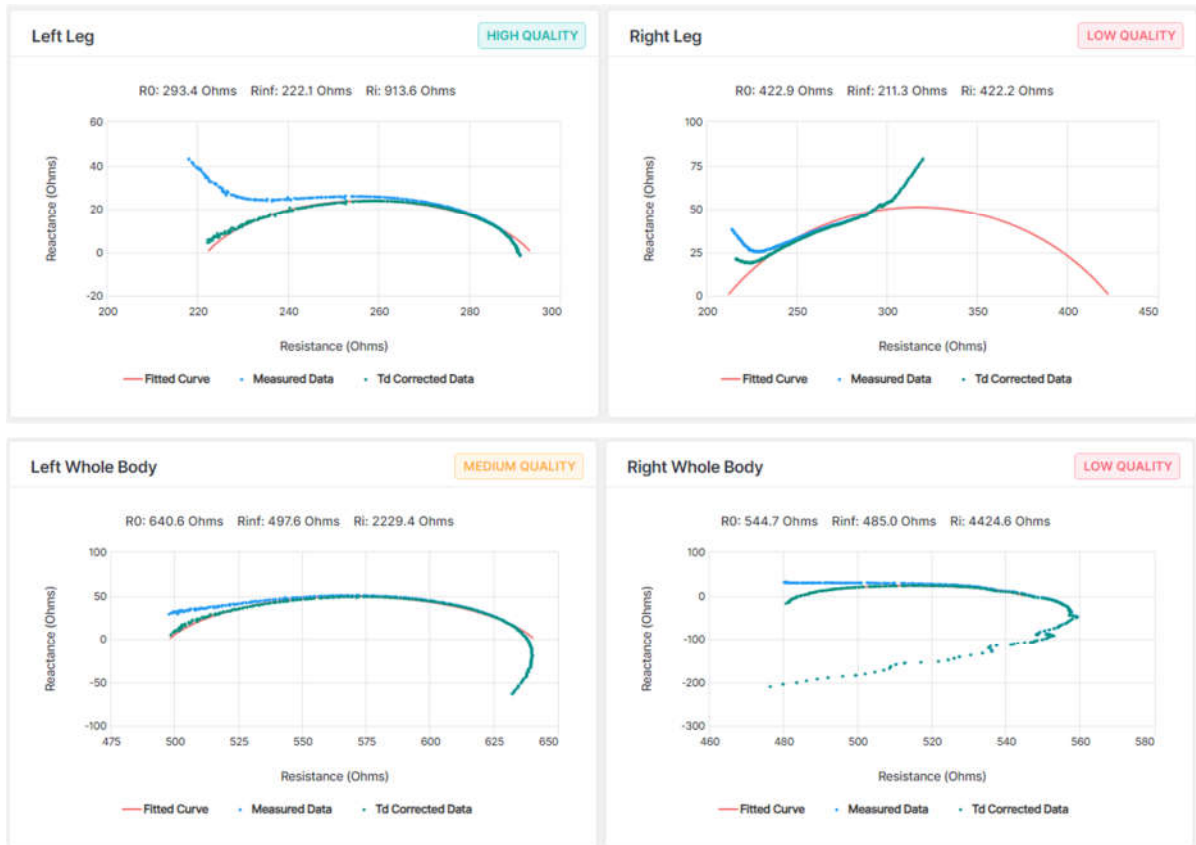 Left Leg
HIGH QUALITY
R0: 293.4 Ohms Rinf: 222.1 Ohms Ri: 913.6 Ohms
60
40
20
0
-20
Reactance (Ohms)
200 220 240 260 280 300
Resistance (Ohms)
Fitted Curve Measured Data Td Corrected Data
Right Leg
LOW QUALITY
R0: 422.9 Ohms Rinf: 211.3 Ohms Ri: 422.2 Ohms
100
75
50
25
0
Reactance (Ohms)
200 250 300 350 400 450
Resistance (Ohms)
Fitted Curve Measured Data Td Corrected Data
Left Whole Body
MEDIUM QUALITY
R0: 640.6 Ohms Rinf: 497.6 Ohms Ri: 2229.4 Ohms
100
50
0
-50
-100
Reactance (Ohms)
475 500 525 550 575 600 625 650
Resistance (Ohms)
Fitted Curve Measured Data Td Corrected Data
Right Whole Body
LOW QUALITY
R0: 544.7 Ohms Rinf: 485.0 Ohms Ri: 4424.6 Ohms
100
0
-100
-200
-300
Reactance (Ohms)
460 480 500 520 540 560 580
Resistance (Ohms)
Fitted Curve Measured Data Td Corrected Data